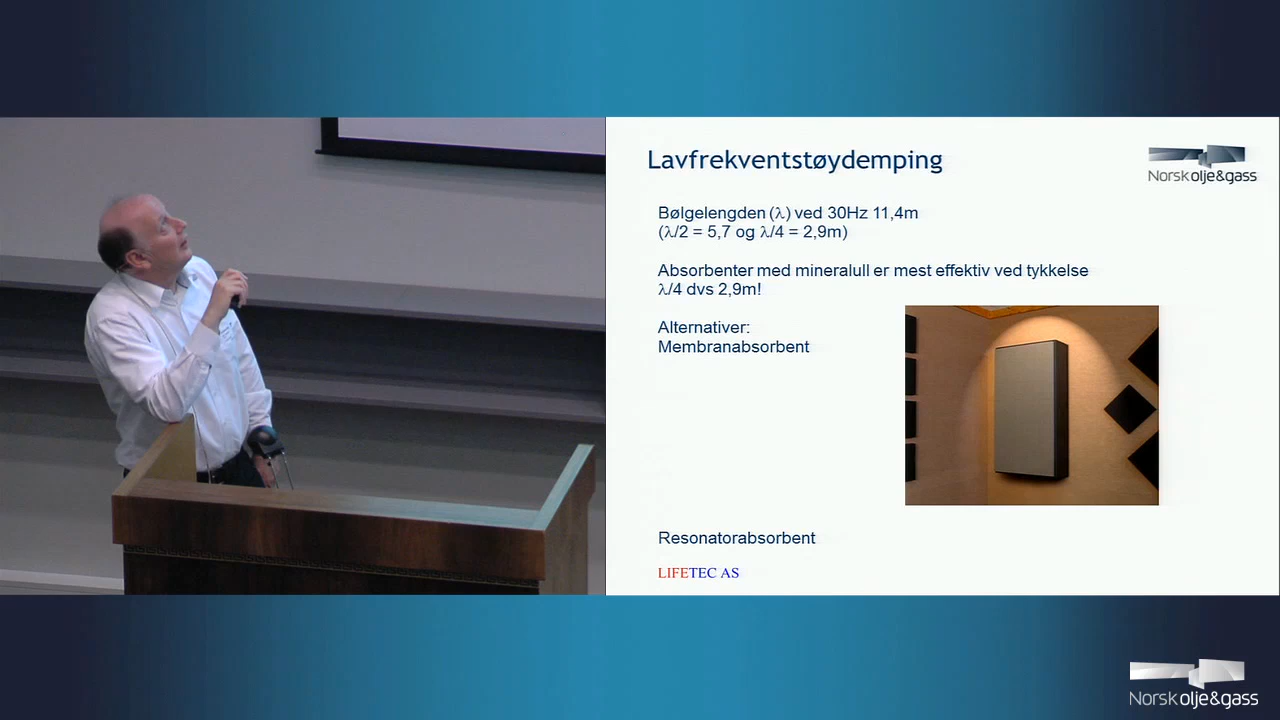 Lavfrekventstøydemping
Norsk olje&gass
Bølgelengden (λ) ved 30Hz 11,4m
(λ/2 = 5,7 og λ/4 = 2,9m)
Absorbenter med mineralull er mest effektiv ved tykkelse
λ/4 dvs 2,9m!
Alternativer:
Membranabsorbent
Resonatorabsorbent
LIFETEC AS
Norsk olje&gass